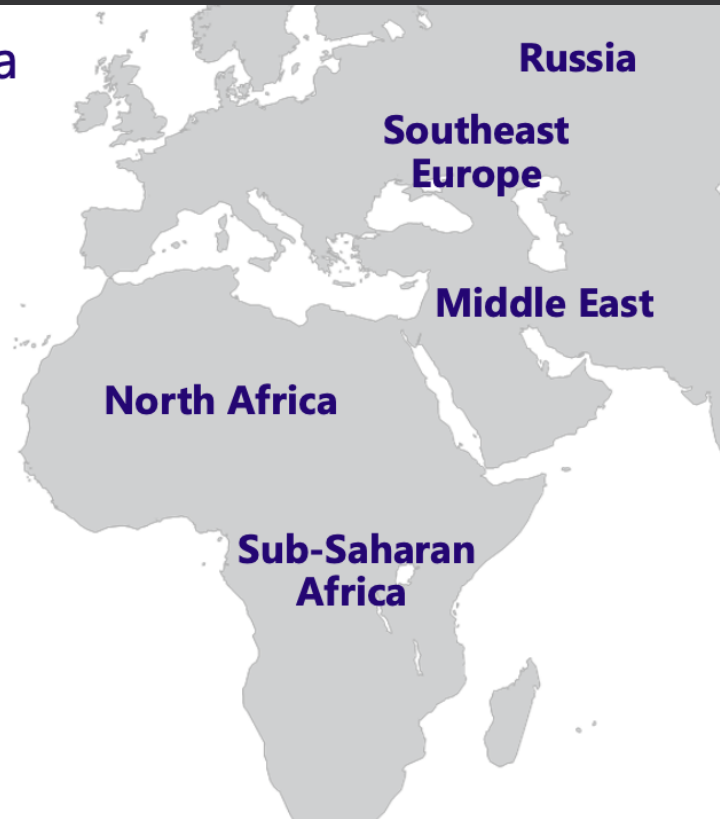 a
Russia
Southeast
Europe
Middle East
North Africa
Sub-Saharan
Africa